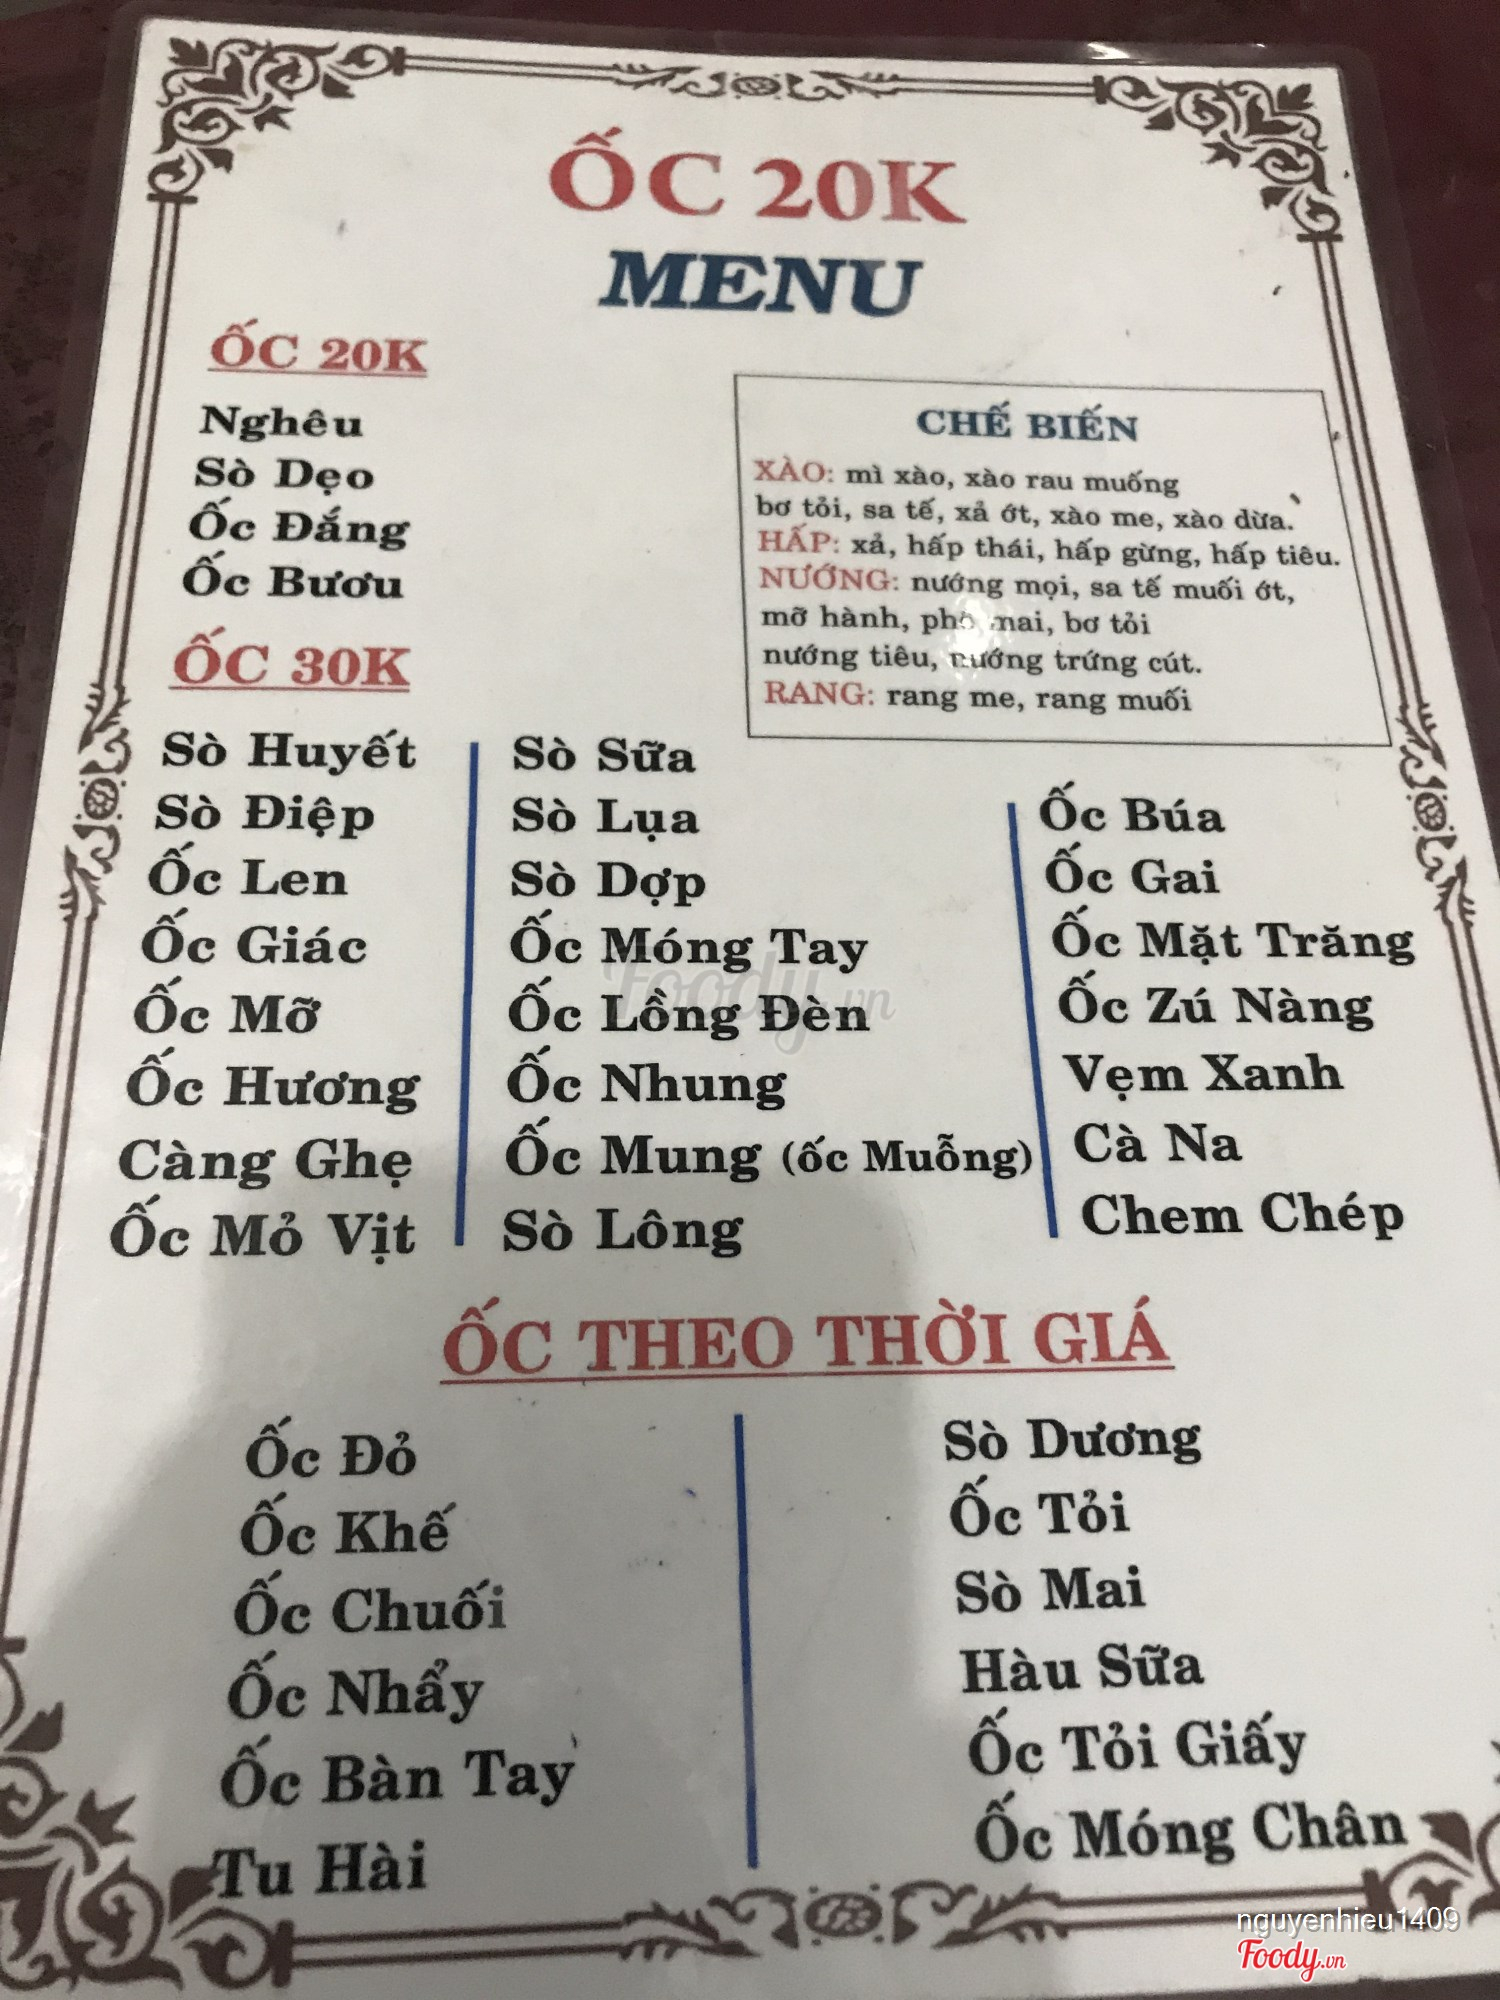 ỐC 20K
MENU
ỐC 20K
Nghêu
Sò Dẹo
Ốc Đắng
Ốc Bươu
CHẾ BIẾN
XÀO: mì xào, xào rau muống
bơ tỏi, sa tế, xả ớt, xào me, xào dừa.
HẤP: xả, hấp thái, hấp gừng, hấp tiêu.
NƯỚNG: nướng mọi, sa tế muối ớt,
mỡ hành, phô mai, bơ tỏi
nướng tiêu, nướng trứng cút.
RANG: rang me, rang muối
ỐC 30K
Sò Huyết
Sò Điệp
Ốc Len
Ốc Giác
Ốc Mỡ
Ốc Hương
Càng Ghẹ
Ốc Mỏ Vịt
Sò Sữa
Sò Lụa
Sò Dợp
Ốc Móng Tay
Ốc Lồng Đèn
Ốc Nhung
Ốc Mung (ốc Muỗng)
Sò Lông
Ốc Búa
Ốc Gai
Ốc Mặt Trăng
Ốc Zú Nàng
Vẹm Xanh
Cà Na
Chem Chép
Foody.vn
ỐC THEO THỜI GIÁ
Ốc Đỏ
Ốc Khế
Ốc Chuối
Ốc Nhẩy
Ốc Bàn Tay
Tu Hài
Sò Dương
Ốc Tỏi
Sò Mai
Hàu Sữa
Ốc Tỏi Giấy
Ốc Móng Chân
nguyenhieu1409
Foody.vn